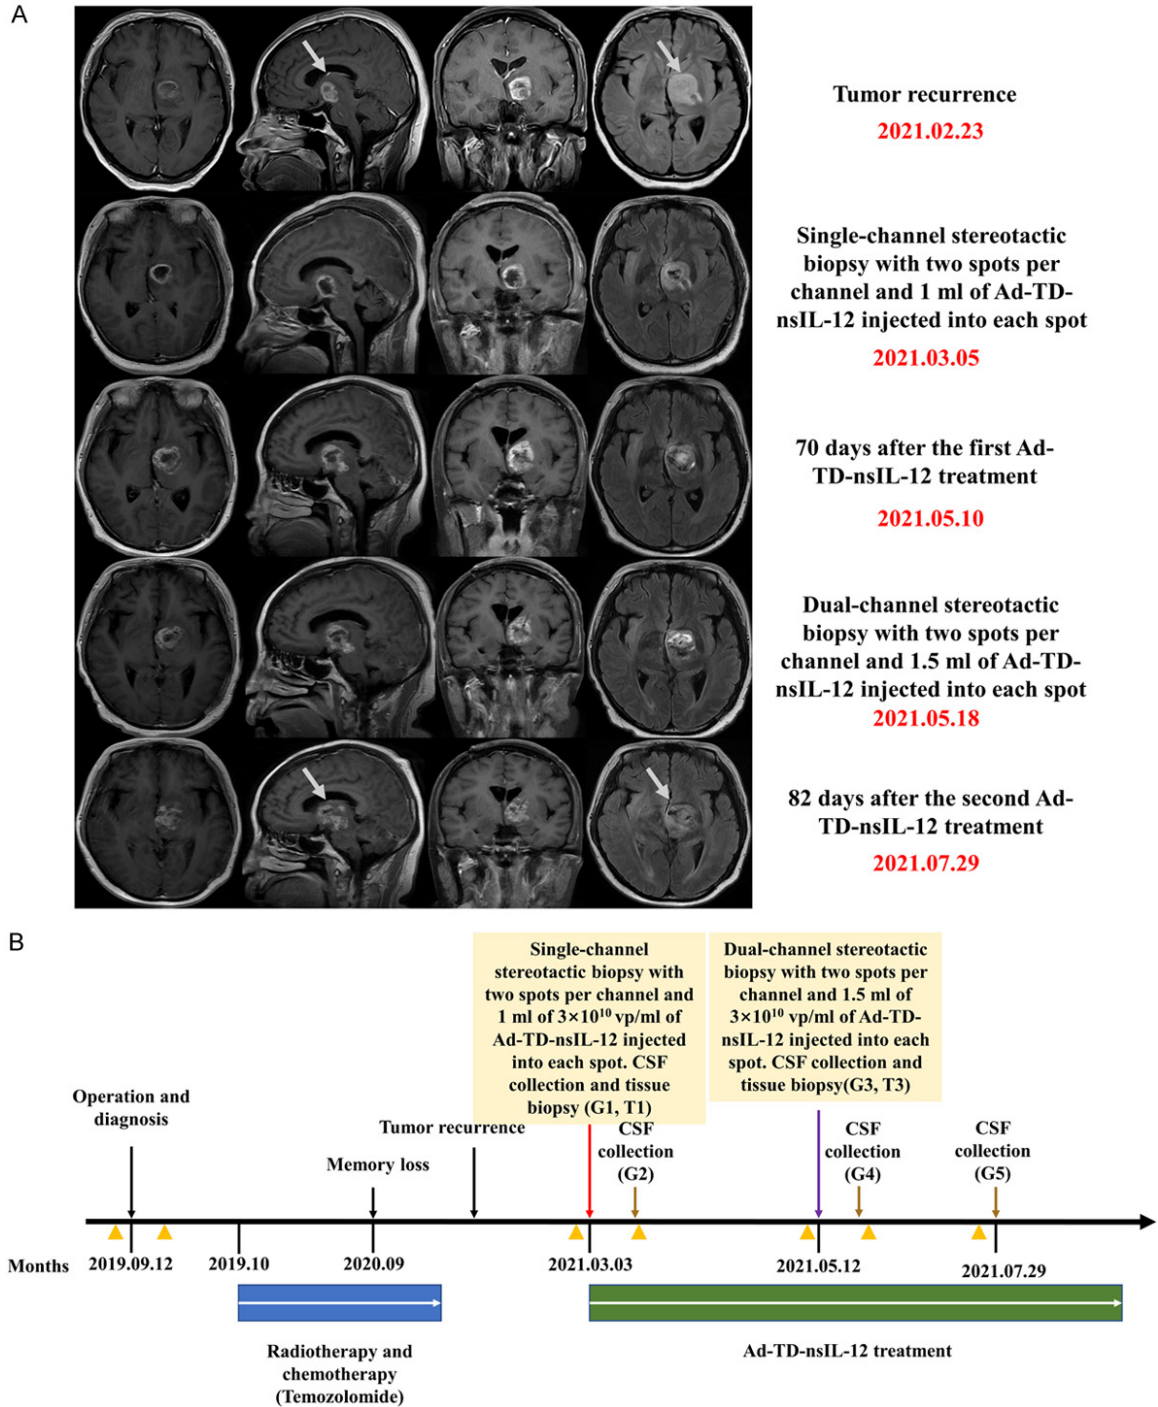 A
Tumor recurrence
2021.02.23
Single-channel stereotactic
biopsy with two spots per
channel and 1 ml of Ad-TD-
nsIL-12 injected into each spot
2021.03.05
70 days after the first Ad-
TD-nsIL-12 treatment
2021.05.10
Dual-channel stereotactic
biopsy with two spots per
channel and 1.5 ml of Ad-TD-
nsIL-12 injected into each spot
2021.05.18
82 days after the second Ad-
TD-nsIL-12 treatment
2021.07.29
B
Single-channel
stereotactic biopsy with
two spots per channel and
1 ml of 3×10¹⁰ vp/ml of
Ad-TD-nsIL-12 injected
into each spot. CSF
collection and tissue
biopsy (G1, T1)
Dual-channel stereotactic
biopsy with two spots per
channel and 1.5 ml of
3×10¹⁰ vp/ml of Ad-TD-
nsIL-12 injected into each
spot. CSF collection and
tissue biopsy(G3, T3)
Operation and
diagnosis
Memory loss
Tumor recurrence
CSF
collection
(G2)
CSF
collection
(G4)
CSF
collection
(G5)
Months
2019.09.12
2019.10
2020.09
2021.03.03
2021.05.12
2021.07.29
Radiotherapy and
chemotherapy
(Temozolomide)
Ad-TD-nsIL-12 treatment